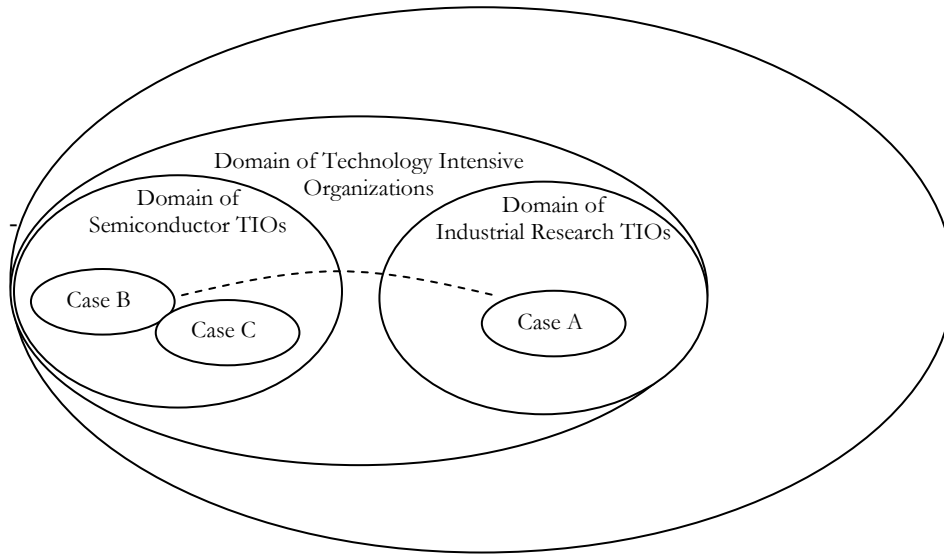 Domain of Technology Intensive
Organizations
Domain of
Semiconductor TIOs
Domain of
Industrial Research TIOs
Case B
Case C
Case A